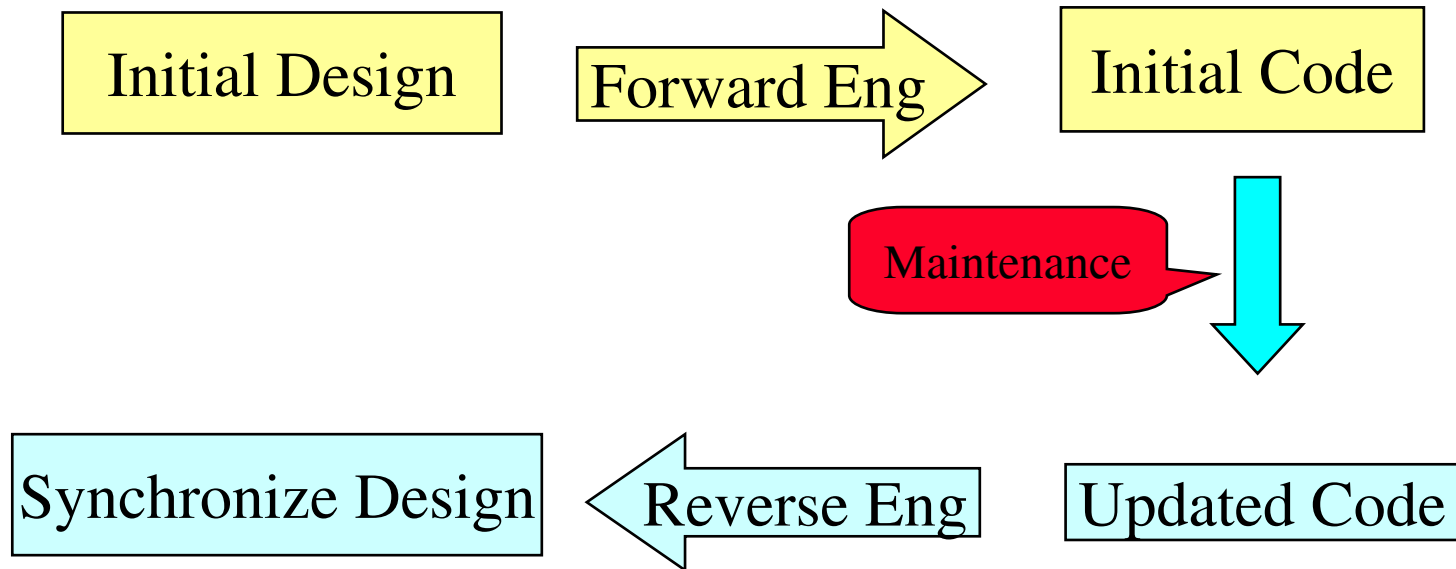 Initial Design
Forward Eng
Initial Code
Maintenance
Synchronize Design
Reverse Eng
Updated Code